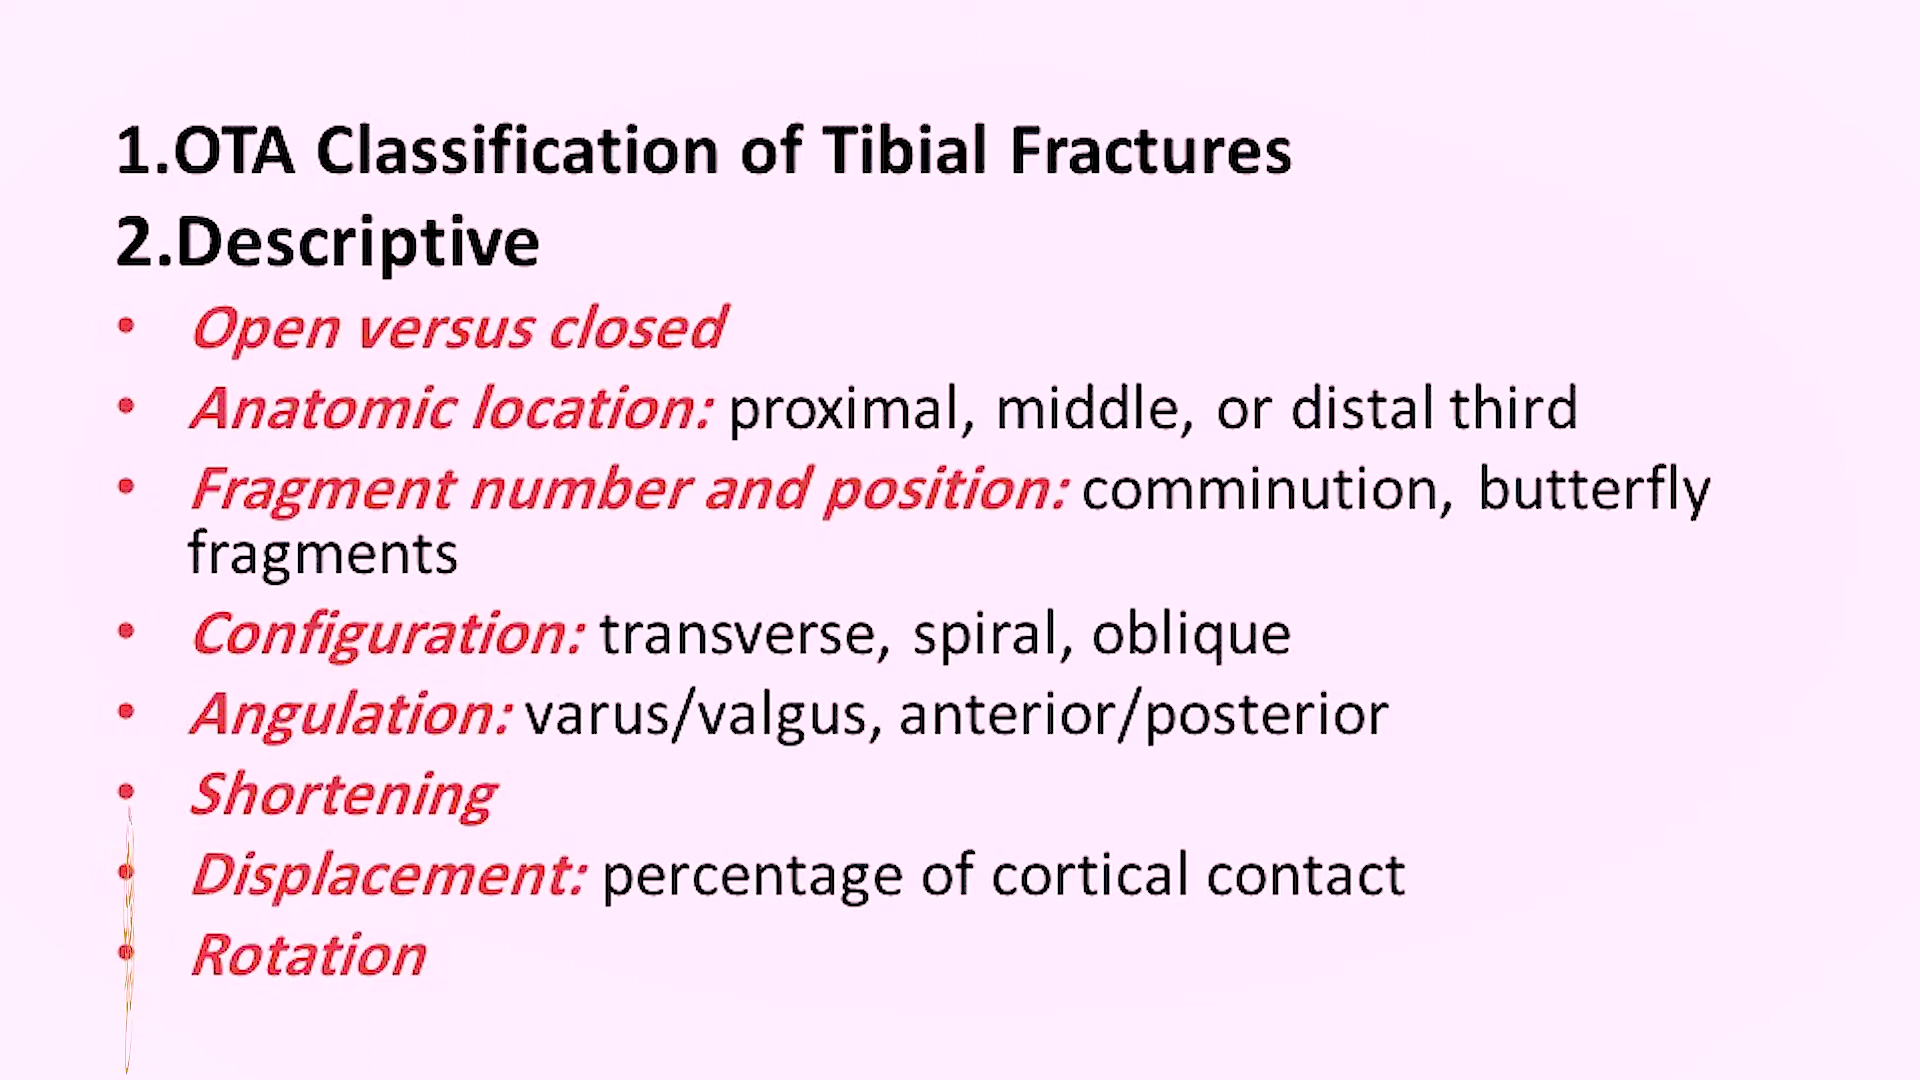 1.OTA Classification of Tibial Fractures
2.Descriptive
• Open versus closed
• Anatomic location: proximal, middle, or distal third
• Fragment number and position: comminution, butterfly
fragments
• Configuration: transverse, spiral, oblique
• Angulation: varus/valgus, anterior/posterior
• Shortening
• Displacement: percentage of cortical contact
• Rotation